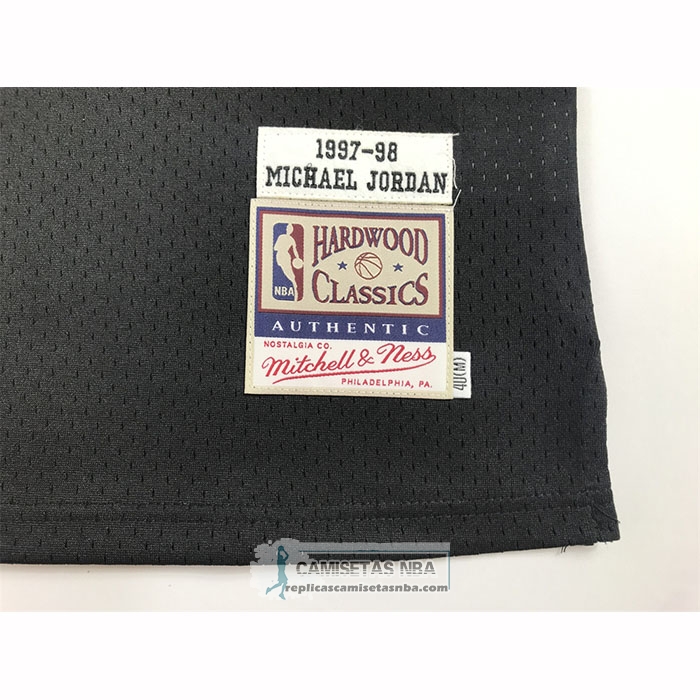 1997-98
MICHAEL JORDAN
NBA
HARDWOOD
CLASSICS
AUTHENTIC
NOSTALGIA CO.
Mitchell & Ness
PHILADELPHIA, PA.
40(M)
CAMISETAS NBA
replicascamisetasnba.com